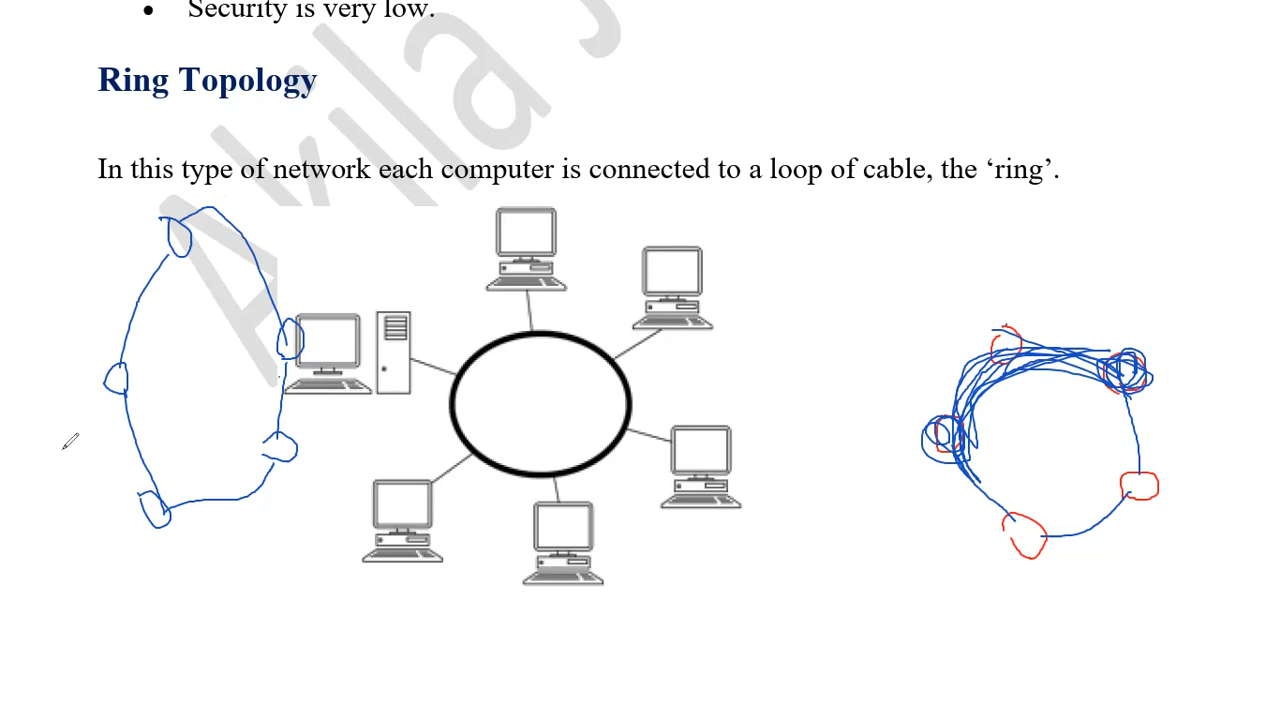 • Security is very low.
Ring Topology
In this type of network each computer is connected to a loop of cable, the ‘ring’.
Akila